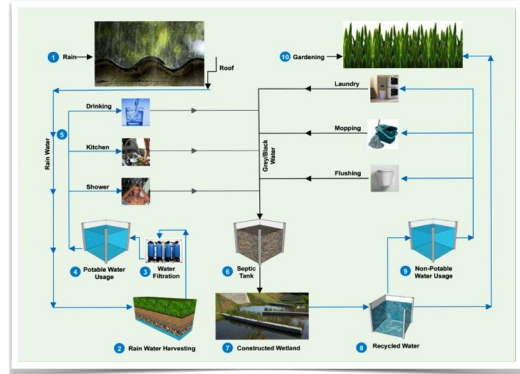 1 Rain
Roof
10 Gardening
Drinking
5
Kitchen
Shower
Rain Water
Grey/Black
Water
Laundry
Mopping
Flushing
4 Potable Water
Usage
3 Water
Filtration
6 Septic
Tank
9 Non-Potable
Water Usage
2 Rain Water Harvesting
7 Constructed Wetland
8 Recycled Water